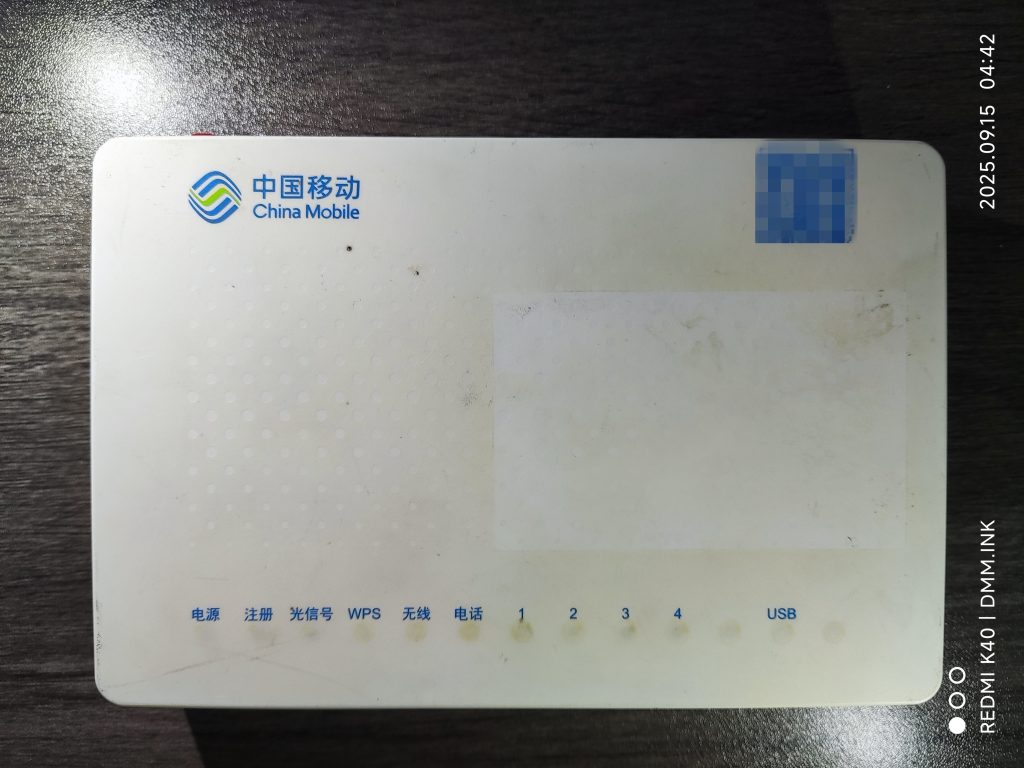 中国移动
China Mobile
电源 注册 光信号 WPS 无线 电话 1 2 3 4 USB
2025.09.15 04:42
REDMI K40 | DMM.INK